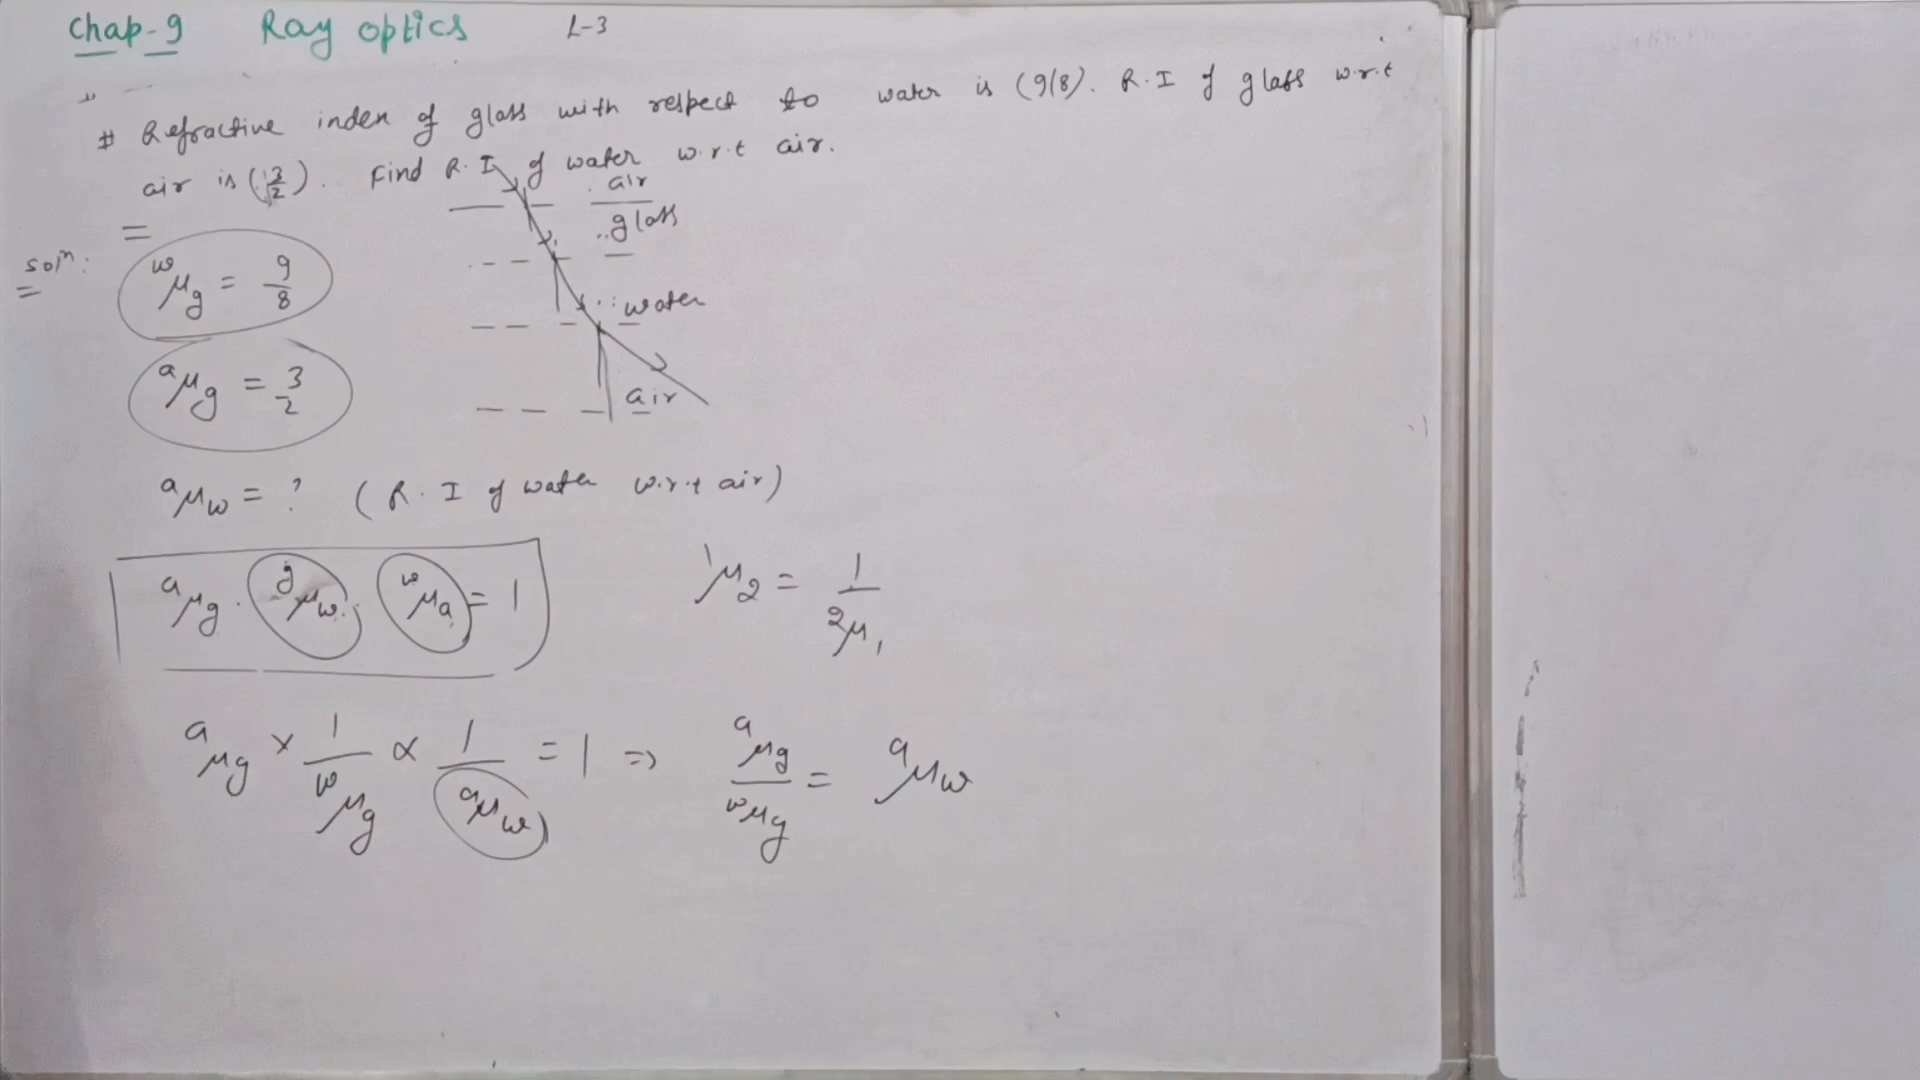 Chap-9 Ray optics L-3
# Refractive index of glass with respect to water is (9/8). R.I of glass w.r.t
air is (3/2). Find R.I of water w.r.t air.
air
glass
water
air
Solⁿ:
ʷμg = 9/8
ᵃμg = 3/2
ᵃμw = ? (R.I of water w.r.t air)
ᵃμg . ᵍμw . ʷμa = 1
¹μ₂ = 1/²μ₁
ᵃμg × 1/ʷμg × 1/ᵃμw = 1 => ᵃμg/ʷμg = ᵃμw